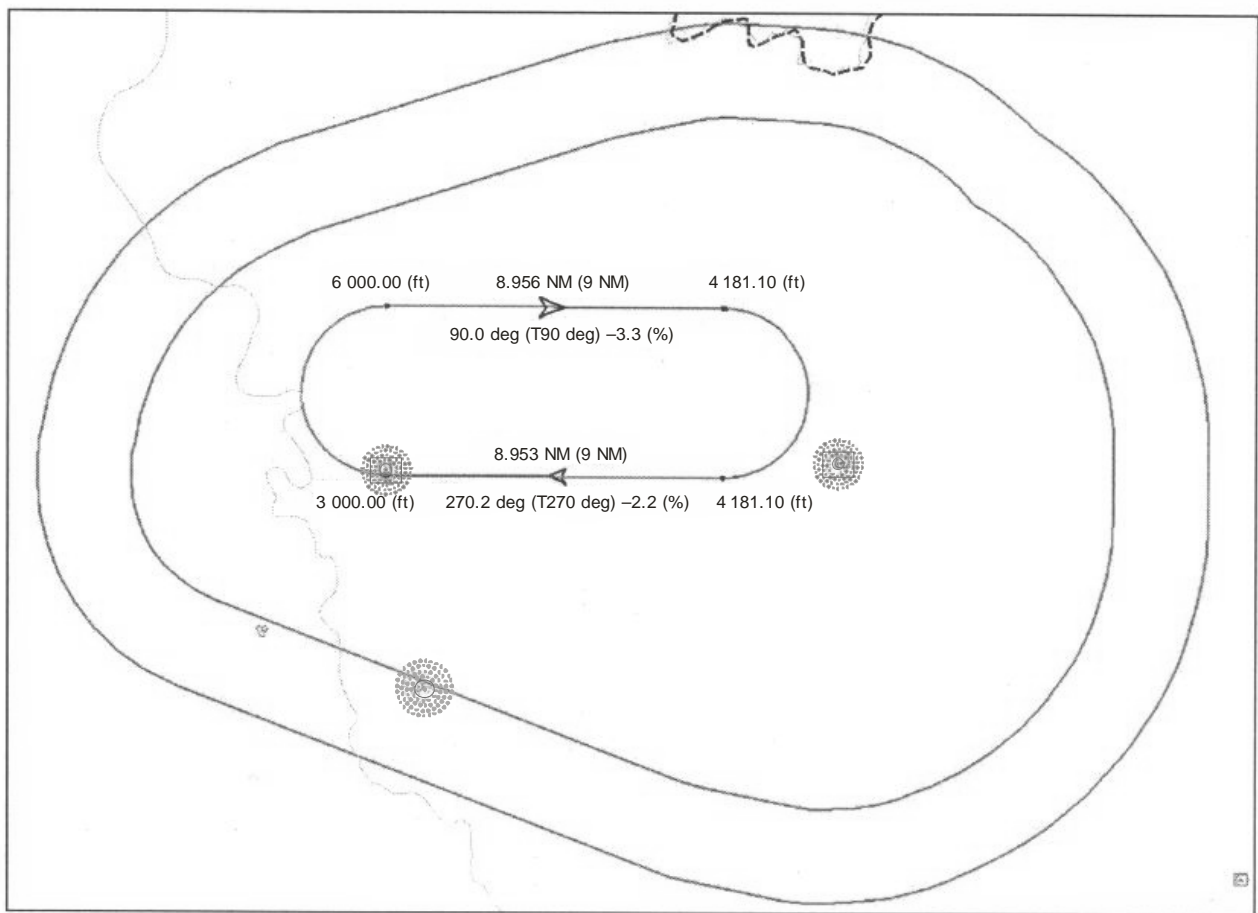 6 000.00 (ft) 8.956 NM (9 NM) 4 181.10 (ft)
90.0 deg (T90 deg) –3.3 (%)
8.953 NM (9 NM)
3 000.00 (ft) 270.2 deg (T270 deg) –2.2 (%) 4 181.10 (ft)